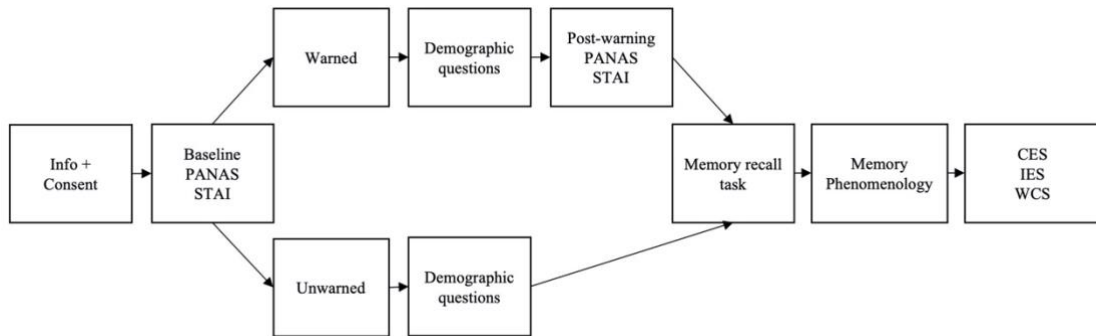 Info +
Consent
Baseline
PANAS
STAI
Warned
Demographic
questions
Post-warning
PANAS
STAI
Unwarned
Demographic
questions
Memory recall
task
Memory
Phenomenology
CES
IES
WCS